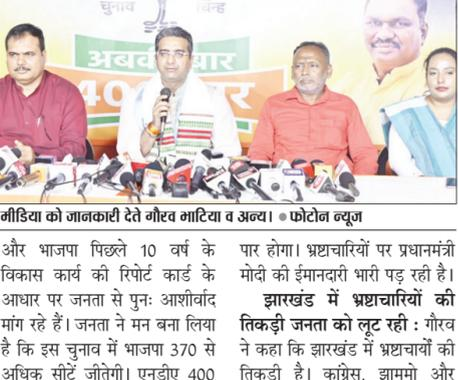 चुनाव चिन्ह
अबकी बार
400 पार
मीडिया को जानकारी देते गौरव भाटिया व अन्य। ● फोटोन न्यूज
और भाजपा पिछले 10 वर्ष के
विकास कार्य की रिपोर्ट कार्ड के
आधार पर जनता से पुनः आशीर्वाद
मांग रहे हैं। जनता ने मन बना लिया
है कि इस चुनाव में भाजपा 370 से
अधिक सीटें जीतेगी। एनडीए 400
पार होगा। भ्रष्टाचारियों पर प्रधानमंत्री
मोदी की ईमानदारी भारी पड़ रही है।
झारखंड में भ्रष्टाचारियों की
तिकड़ी जनता को लूट रही : गौरव
ने कहा कि झारखंड में भ्रष्टाचार्यों की
तिकड़ी है। कांग्रेस, झामुमो और